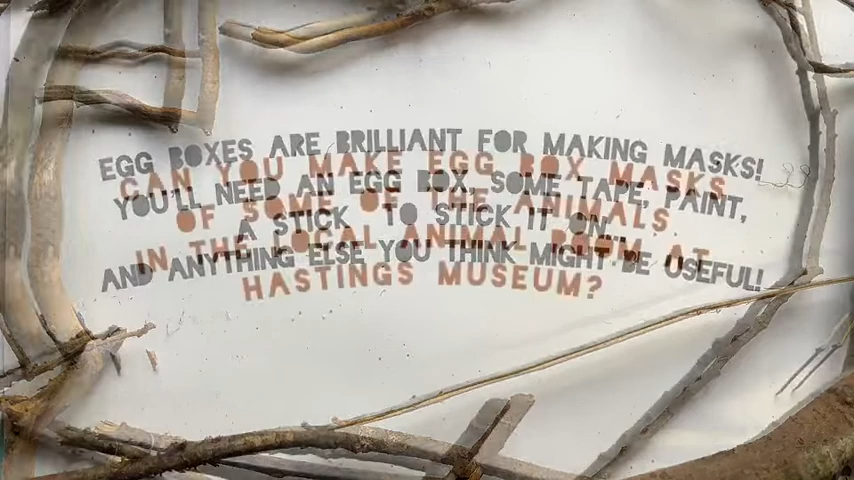 EGG BOXES ARE BRILLIANT FOR MAKING MASKS!
YOU'LL NEED AN EGG BOX, SOME TAPE, PAINT,
A STICK TO STICK IT ON...
AND ANYTHING ELSE YOU THINK MIGHT BE USEFUL!
CAN YOU MAKE EGG BOX MASKS
OF SOME OF THE ANIMALS
IN THE LOCAL ANIMAL ROOM AT
HASTINGS MUSEUM?